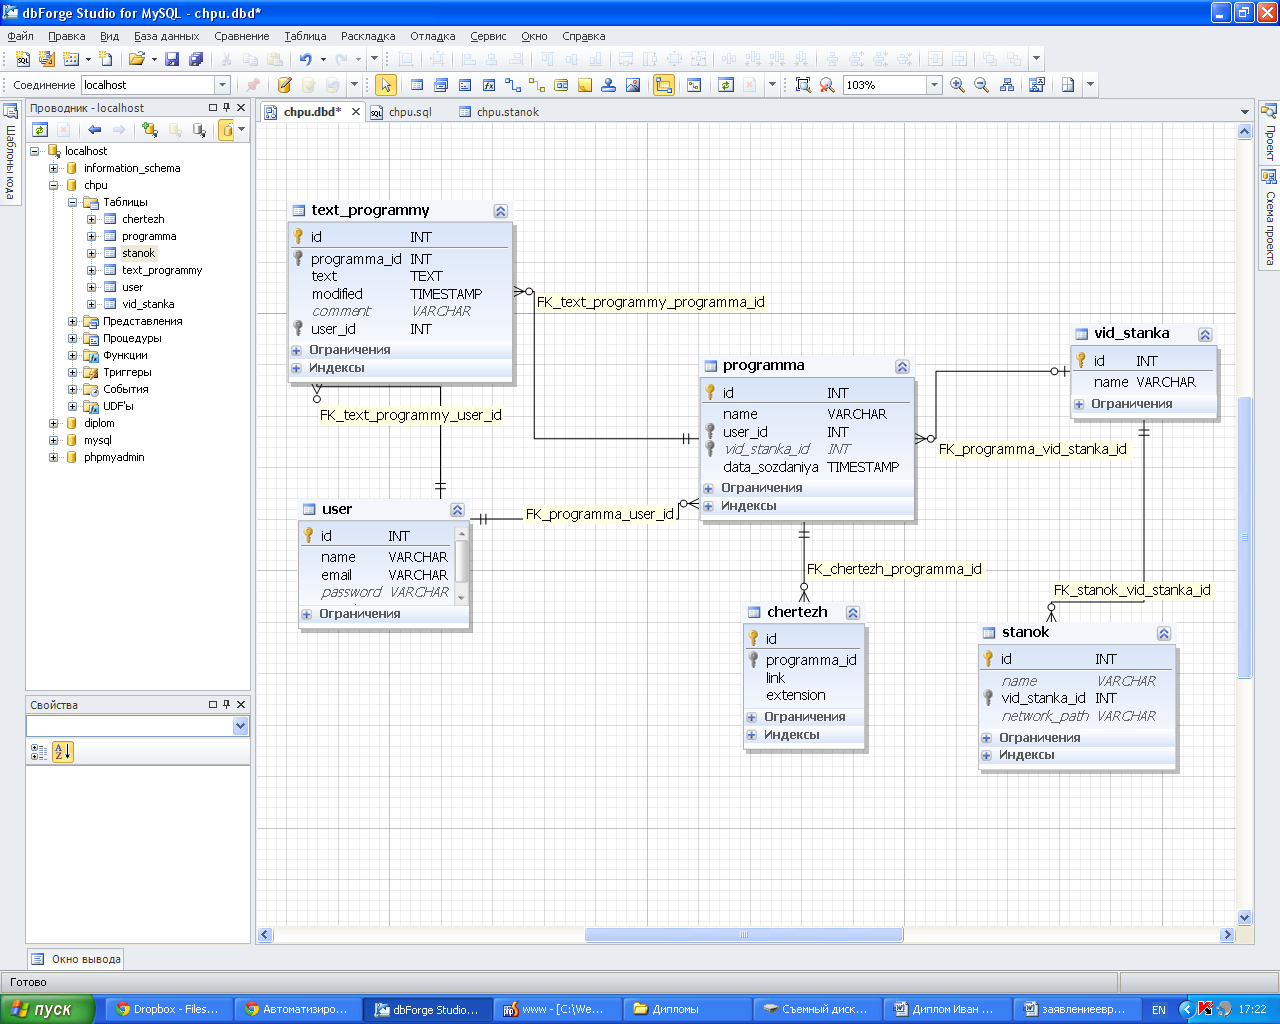 dbForge Studio for MySQL - chpu.dbd*
Файл Правка Вид База данных Сравнение Таблица Раскладка Отладка Сервис Окно Справка
Соединение localhost 103%
Проводник - localhost
chpu.dbd* chpu.sql chpu.stanok
Шаблоны кода
Проект
Схема проекта
localhost
information_schema
chpu
Таблицы
chertezh
programma
stanok
text_programmy
user
vid_stanka
Представления
Процедуры
Функции
Триггеры
События
UDF'ы
diplom
mysql
phpmyadmin
Свойства
text_programmy
id INT
programma_id INT
text TEXT
modified TIMESTAMP
comment VARCHAR
user_id INT
Ограничения
Индексы
FK_text_programmy_programma_id
FK_text_programmy_user_id
vid_stanka
id INT
name VARCHAR
Ограничения
programma
id INT
name VARCHAR
user_id INT
vid_stanka_id INT
data_sozdaniya TIMESTAMP
Ограничения
Индексы
FK_programma_vid_stanka_id
user
id INT
name VARCHAR
email VARCHAR
password VARCHAR
Ограничения
FK_programma_user_id
FK_chertezh_programma_id
FK_stanok_vid_stanka_id
chertezh
id
programma_id
link
extension
Ограничения
Индексы
stanok
id INT
name VARCHAR
vid_stanka_id INT
network_path VARCHAR
Ограничения
Индексы
Окно вывода
Готово
пуск Dropbox - Files... Автоматизиро... dbForge Studio... www - [C:\We... Дипломы Съемный диск... Диплом Иван ... заявлениеевр... EN 17:22